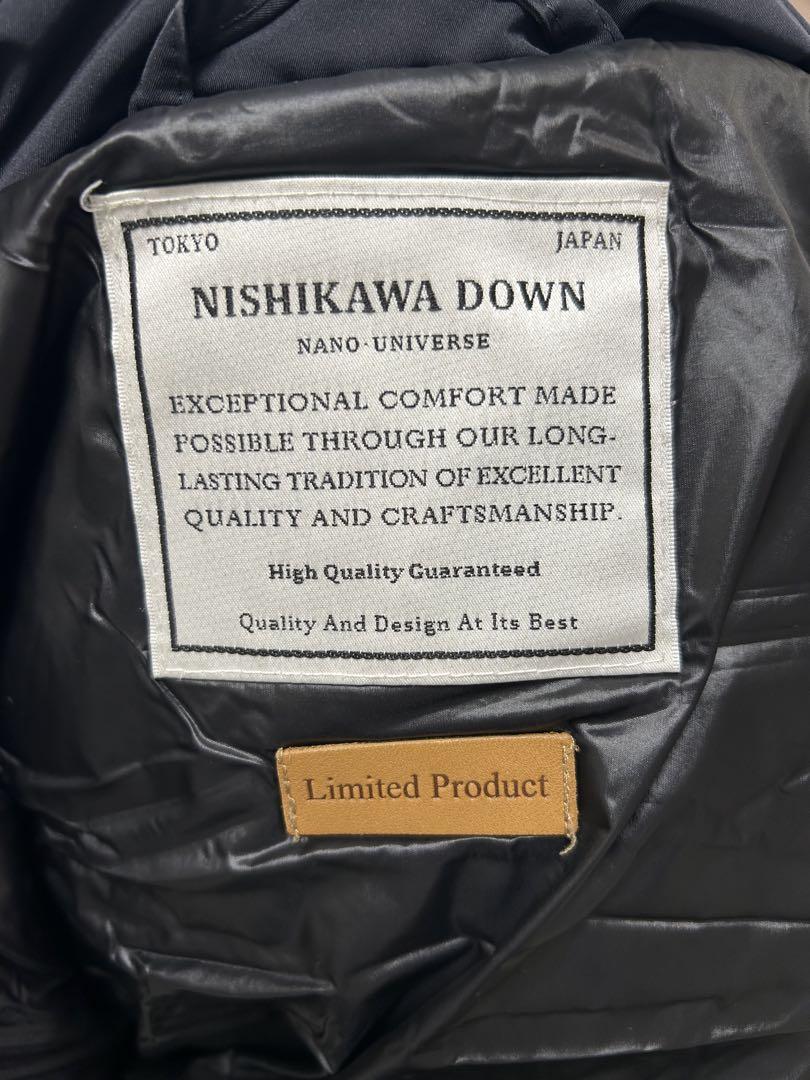 TOKYO JAPAN
NISHIKAWA DOWN
NANO·UNIVERSE
EXCEPTIONAL COMFORT MADE
POSSIBLE THROUGH OUR LONG-
LASTING TRADITION OF EXCELLENT
QUALITY AND CRAFTSMANSHIP.
High Quality Guaranteed
Quality And Design At Its Best
Limited Product